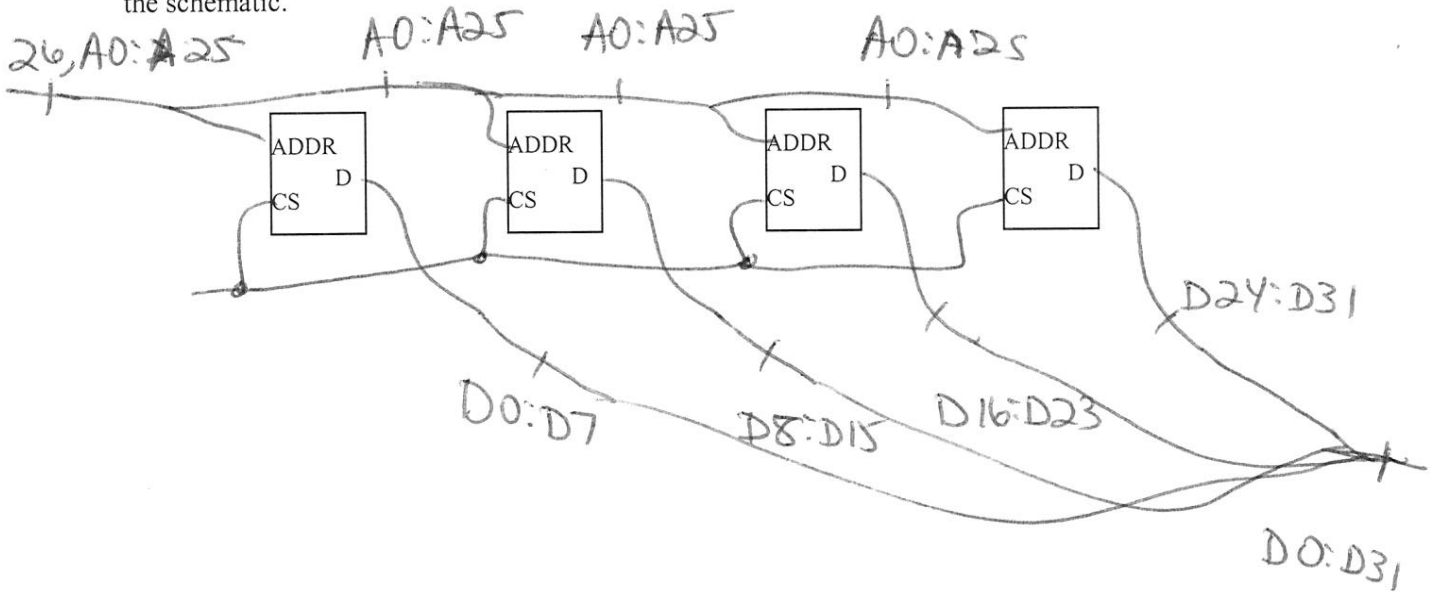 the schematic.
26,A0:A25 A0:A25 A0:A25 A0:A25
ADDR ADDR ADDR ADDR
D D D D
CS CS CS CS
D24:D31
D0:D7 D8:D15 D16:D23
D0:D31